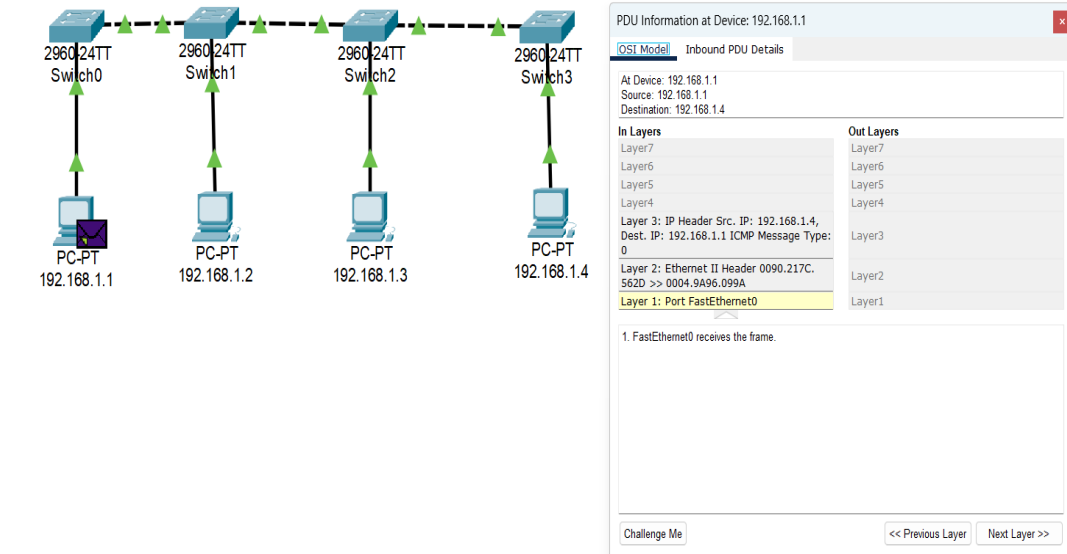 2960-24TT
Switch0
2960-24TT
Switch1
2960-24TT
Switch2
2960-24TT
Switch3
PC-PT
192.168.1.1
PC-PT
192.168.1.2
PC-PT
192.168.1.3
PC-PT
192.168.1.4
PDU Information at Device: 192.168.1.1
x
OSI Model Inbound PDU Details
At Device: 192.168.1.1
Source: 192.168.1.1
Destination: 192.168.1.4
In Layers Out Layers
Layer7 Layer7
Layer6 Layer6
Layer5 Layer5
Layer4 Layer4
Layer 3: IP Header Src. IP: 192.168.1.4,
Dest. IP: 192.168.1.1 ICMP Message Type:
0
Layer3
Layer 2: Ethernet II Header 0090.217C.
562D >> 0004.9A96.099A
Layer2
Layer 1: Port FastEthernet0 Layer1
1. FastEthernet0 receives the frame.
Challenge Me << Previous Layer Next Layer >>